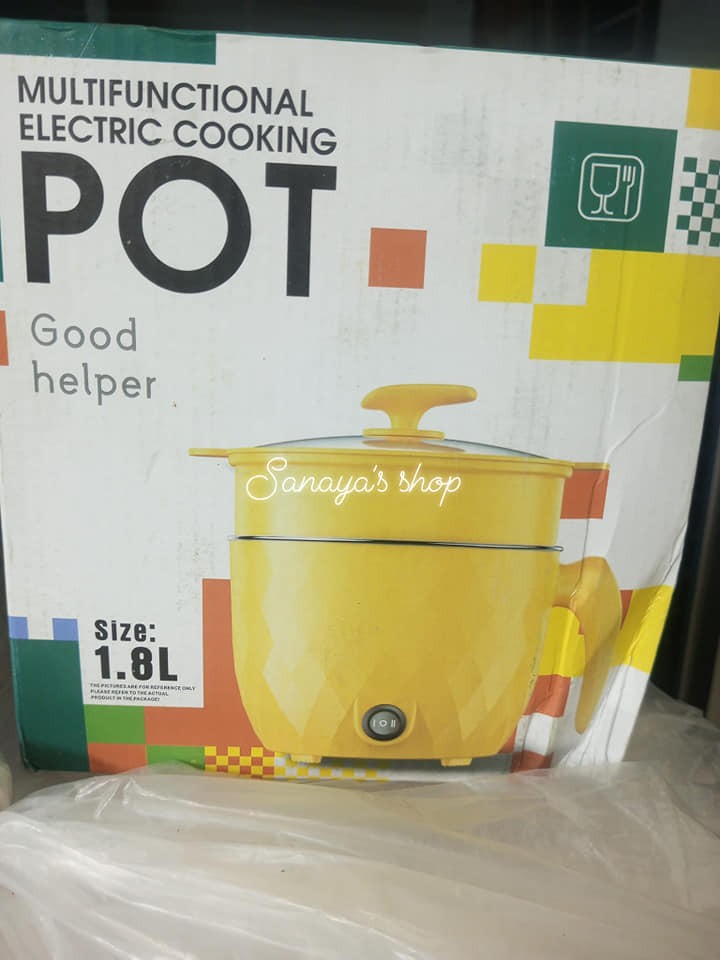 MULTIFUNCTIONAL
ELECTRIC COOKING
POT
Good
helper
Sanaya's shop
Size:
1.8L
THE PICTURES ARE FOR REFERENCE ONLY
PLEASE REFER TO THE ACTUAL
PRODUCT IN THE PACKAGE!
I O II